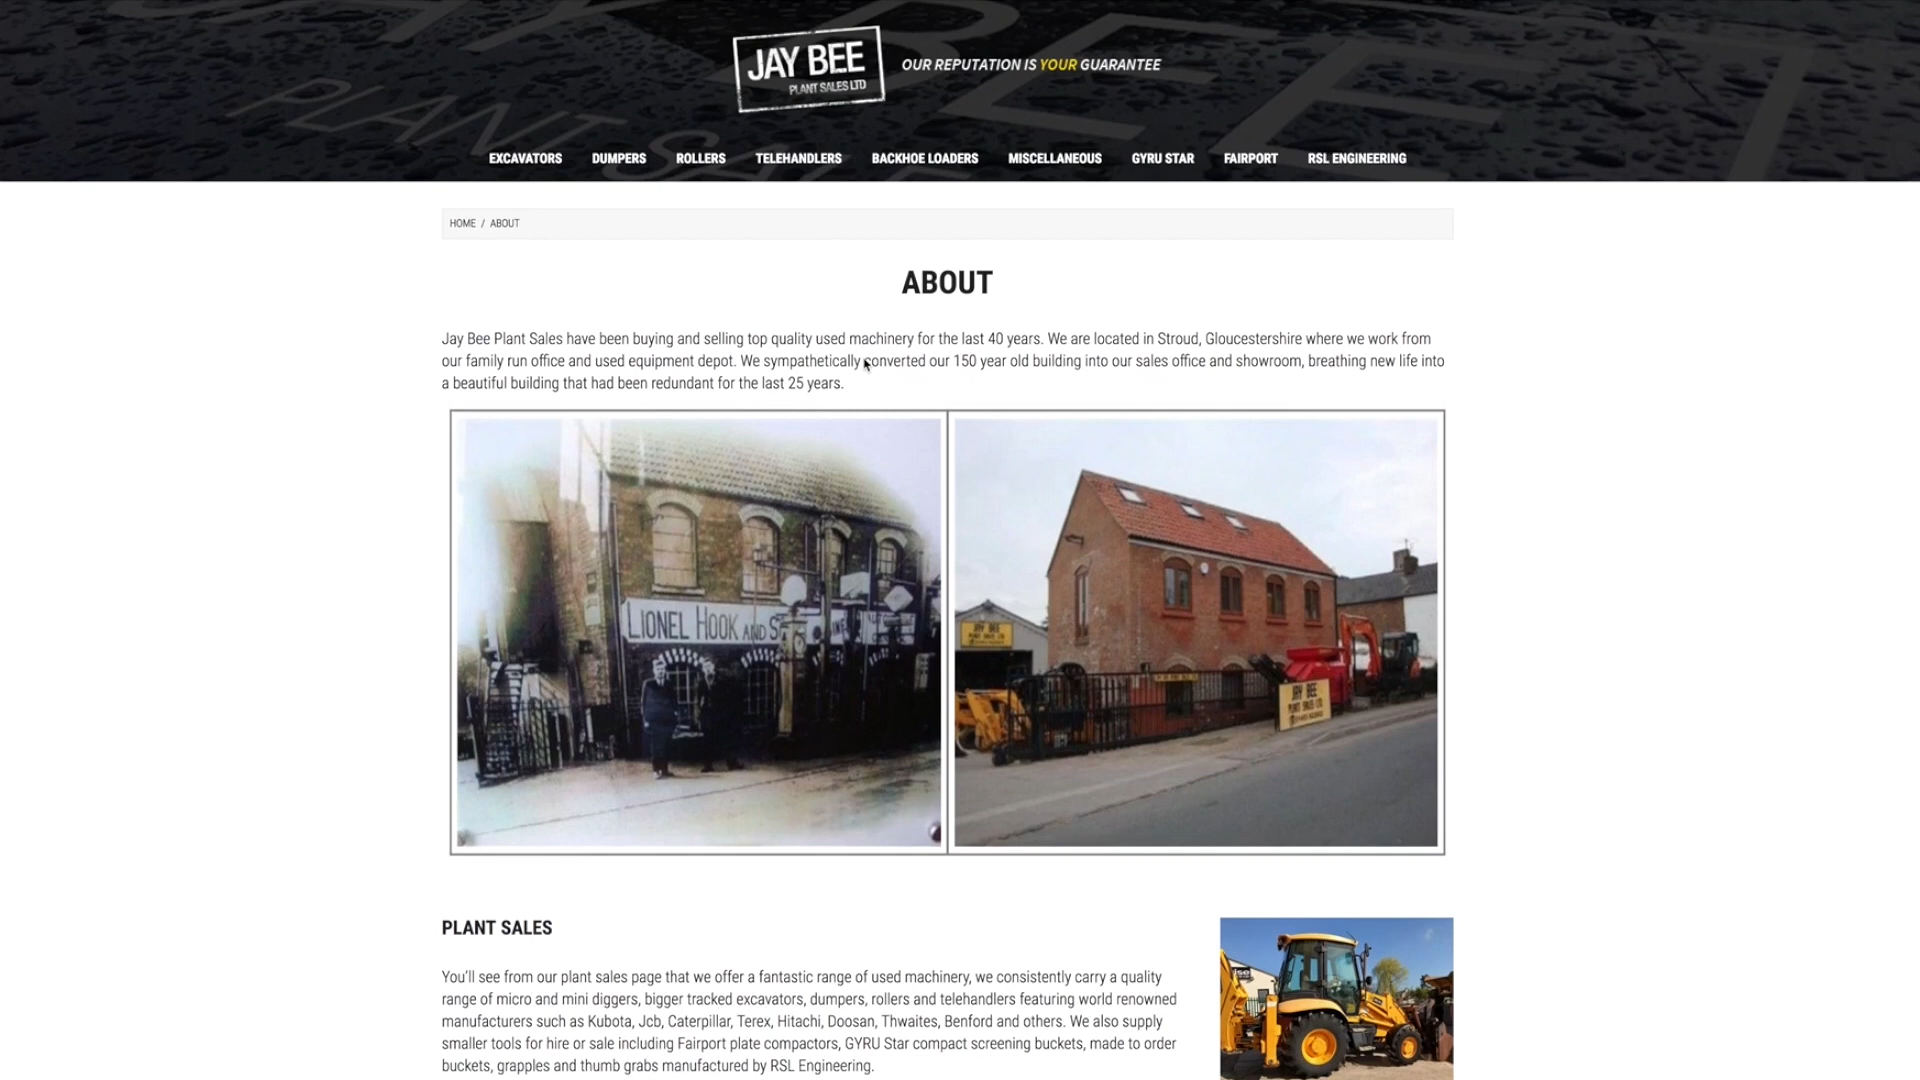 JAY BEE
PLANT SALES LTD
OUR REPUTATION IS YOUR GUARANTEE
EXCAVATORS DUMPERS ROLLERS TELEHANDLERS BACKHOE LOADERS MISCELLANEOUS GYRU STAR FAIRPORT RSL ENGINEERING
HOME / ABOUT
ABOUT
Jay Bee Plant Sales have been buying and selling top quality used machinery for the last 40 years. We are located in Stroud, Gloucestershire where we work from
our family run office and used equipment depot. We sympathetically converted our 150 year old building into our sales office and showroom, breathing new life into
a beautiful building that had been redundant for the last 25 years.
LIONEL HOOK AND S
JAY BEE
PLANT SALES LTD
JAY BEE
PLANT SALES LTD
PLANT SALES
You'll see from our plant sales page that we offer a fantastic range of used machinery, we consistently carry a quality
range of micro and mini diggers, bigger tracked excavators, dumpers, rollers and telehandlers featuring world renowned
manufacturers such as Kubota, Jcb, Caterpillar, Terex, Hitachi, Doosan, Thwaites, Benford and others. We also supply
smaller tools for hire or sale including Fairport plate compactors, GYRU Star compact screening buckets, made to order
buckets, grapples and thumb grabs manufactured by RSL Engineering.